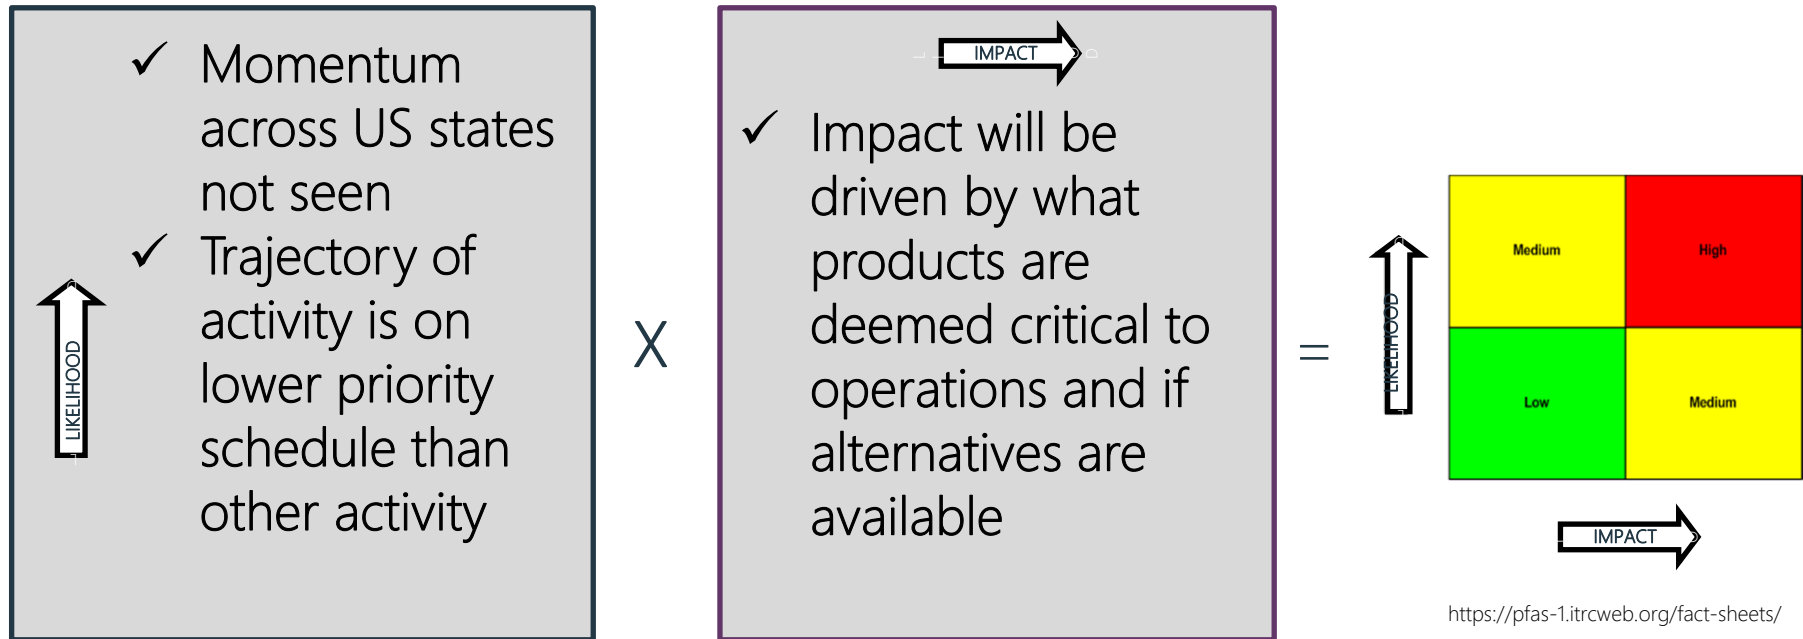 ✓ Momentum
across US states
not seen
✓ Trajectory of
activity is on
lower priority
schedule than
other activity
LIKELIHOOD
X
IMPACT
✓ Impact will be
driven by what
products are
deemed critical to
operations and if
alternatives are
available
=
LIKELIHOOD
Medium
High
Low
Medium
IMPACT
https://pfas-1.itrcweb.org/fact-sheets/